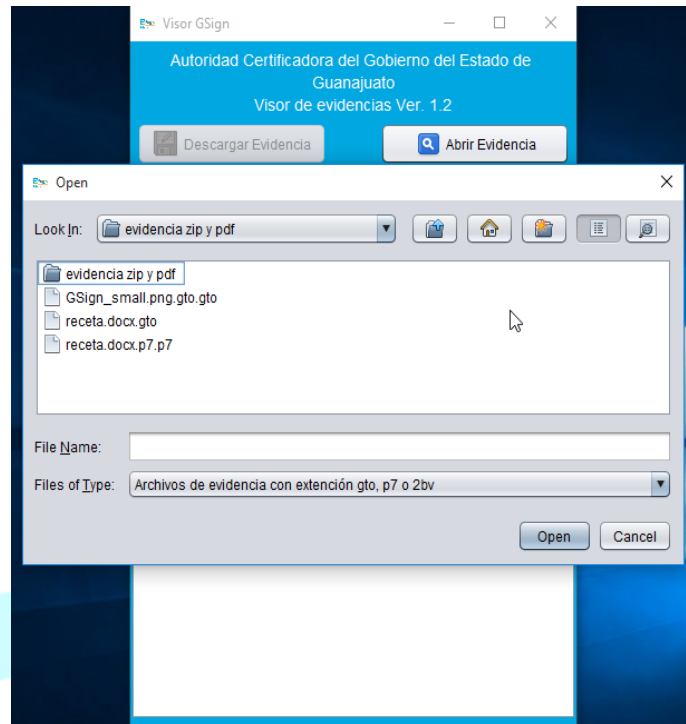 Visor GSign
Autoridad Certificadora del Gobierno del Estado de
Guanajuato
Visor de evidencias Ver. 1.2
Descargar Evidencia
Abrir Evidencia
Open
Look In:
evidencia zip y pdf
evidencia zip y pdf
GSign_small.png.gto.gto
receta.docx.gto
receta.docx.p7.p7
File Name:
Files of Type:
Archivos de evidencia con extención gto, p7 o 2bv
Open
Cancel